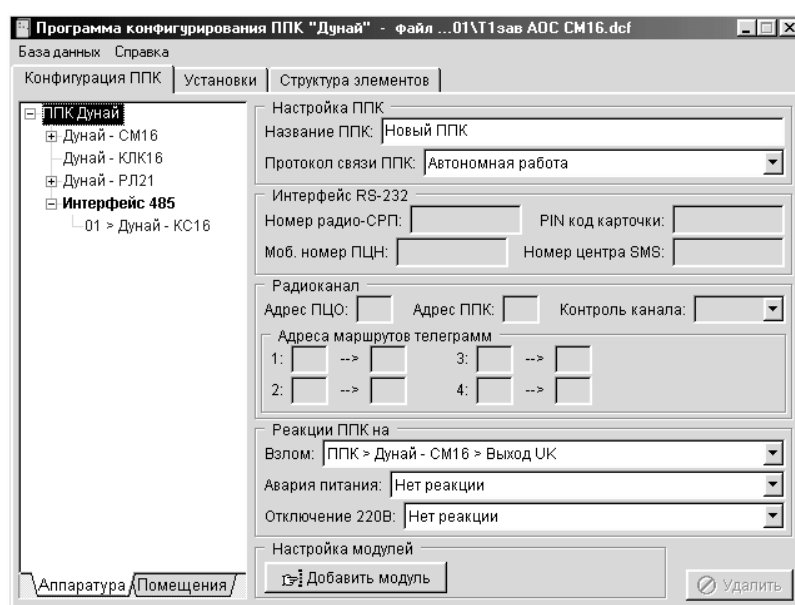 Программа конфигурирования ППК "Дунай" - файл ...01\Т1зав АОС СМ16.dcf
База данных Справка
Конфигурация ППК Установки Структура элементов
ППК Дунай
Дунай - СМ16
Дунай - КЛК16
Дунай - РЛ21
Интерфейс 485
01 > Дунай - КС16
Аппаратура Помещения
Настройка ППК
Название ППК: Новый ППК
Протокол связи ППК: Автономная работа
Интерфейс RS-232
Номер радио-СРП: PIN код карточки:
Моб. номер ПЦН: Номер центра SMS:
Радиоканал
Адрес ПЦО: Адрес ППК: Контроль канала:
Адреса маршрутов телеграмм
1: --> 3: -->
2: --> 4: -->
Реакции ППК на
Взлом: ППК > Дунай - СМ16 > Выход UK
Авария питания: Нет реакции
Отключение 220В: Нет реакции
Настройка модулей
Добавить модуль
Удалить